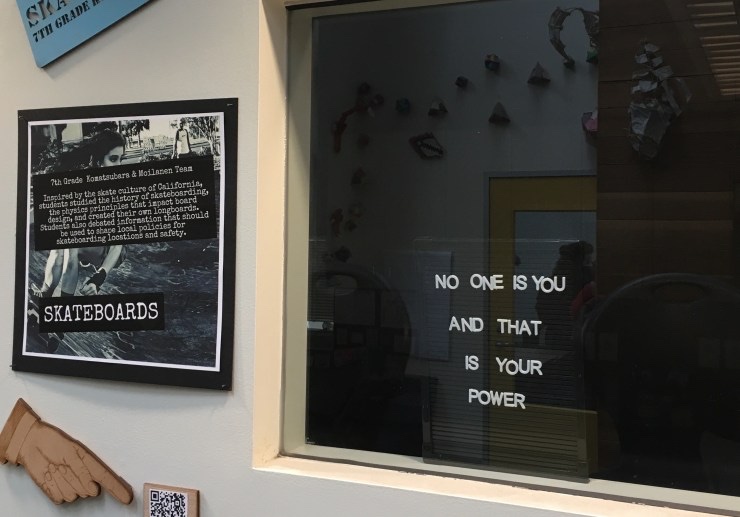 7TH GRADE
7th Grade Komatsubara & Moilanen Team
Inspired by the skate culture of California,
students studied the history of skateboarding,
the physics principles that impact board
design, and created their own longboards.
Students also debated information that should
be used to shape local policies for
skateboarding locations and safety.
SKATEBOARDS
NO ONE IS YOU
AND THAT
IS YOUR
POWER